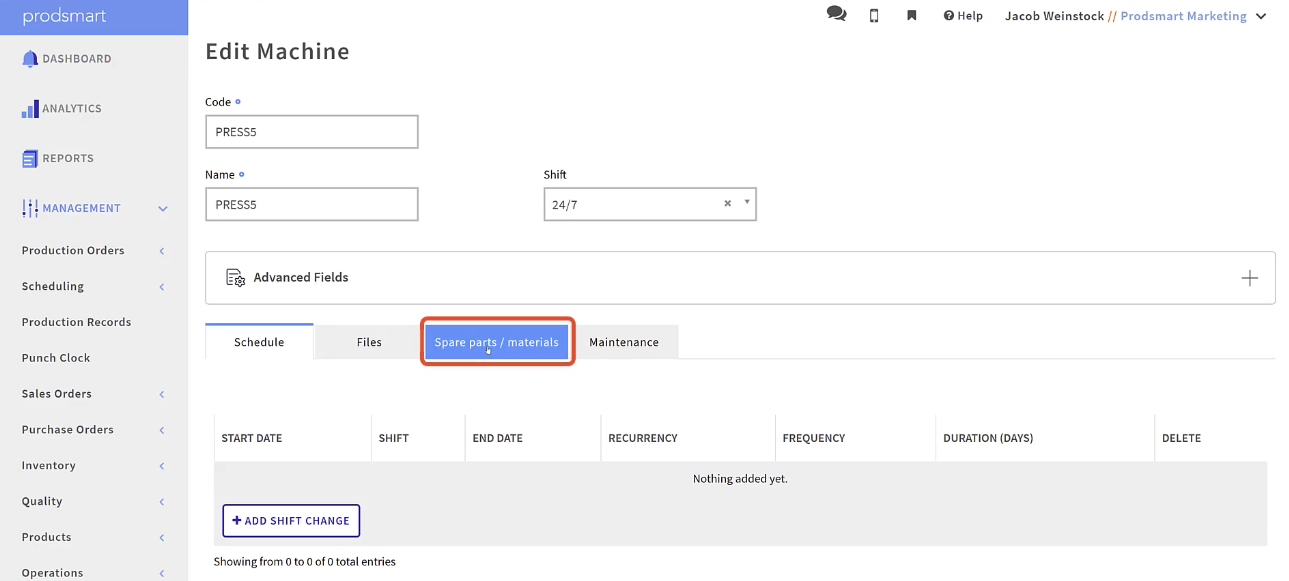 prodsmart
Help
Jacob Weinstock // Prodsmart Marketing
DASHBOARD
ANALYTICS
REPORTS
MANAGEMENT
Production Orders
Scheduling
Production Records
Punch Clock
Sales Orders
Purchase Orders
Inventory
Quality
Products
Operations
Edit Machine
Code
PRESS5
Name
Shift
PRESS5
24/7
Advanced Fields
Schedule
Files
Spare parts / materials
Maintenance
START DATE
SHIFT
END DATE
RECURRENCY
FREQUENCY
DURATION (DAYS)
DELETE
Nothing added yet.
+ ADD SHIFT CHANGE
Showing from 0 to 0 of 0 total entries